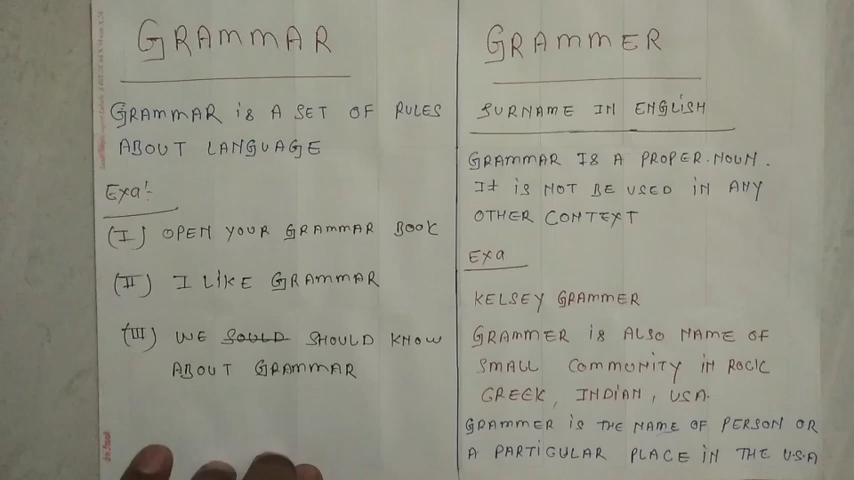 GRAMMAR
GRAMMAR IS A SET OF RULES
ABOUT LANGUAGE
Exa:-
(I) OPEN YOUR GRAMMAR BOOK
(II) I LIKE GRAMMAR
(III) WE SOULD SHOULD KNOW
ABOUT GRAMMAR
GRAMMER
SURNAME IN ENGLISH
GRAMMAR IS A PROPER NOUN.
It IS NOT BE USED IN ANY
OTHER CONTEXT
Exa
KELSEY GRAMMER
GRAMMER IS ALSO NAME OF
SMALL COMMUNITY IN ROCK
GREEK, INDIAN, USA.
GRAMMER IS THE NAME OF PERSON OR
A PARTICULAR PLACE IN THE U.S.A